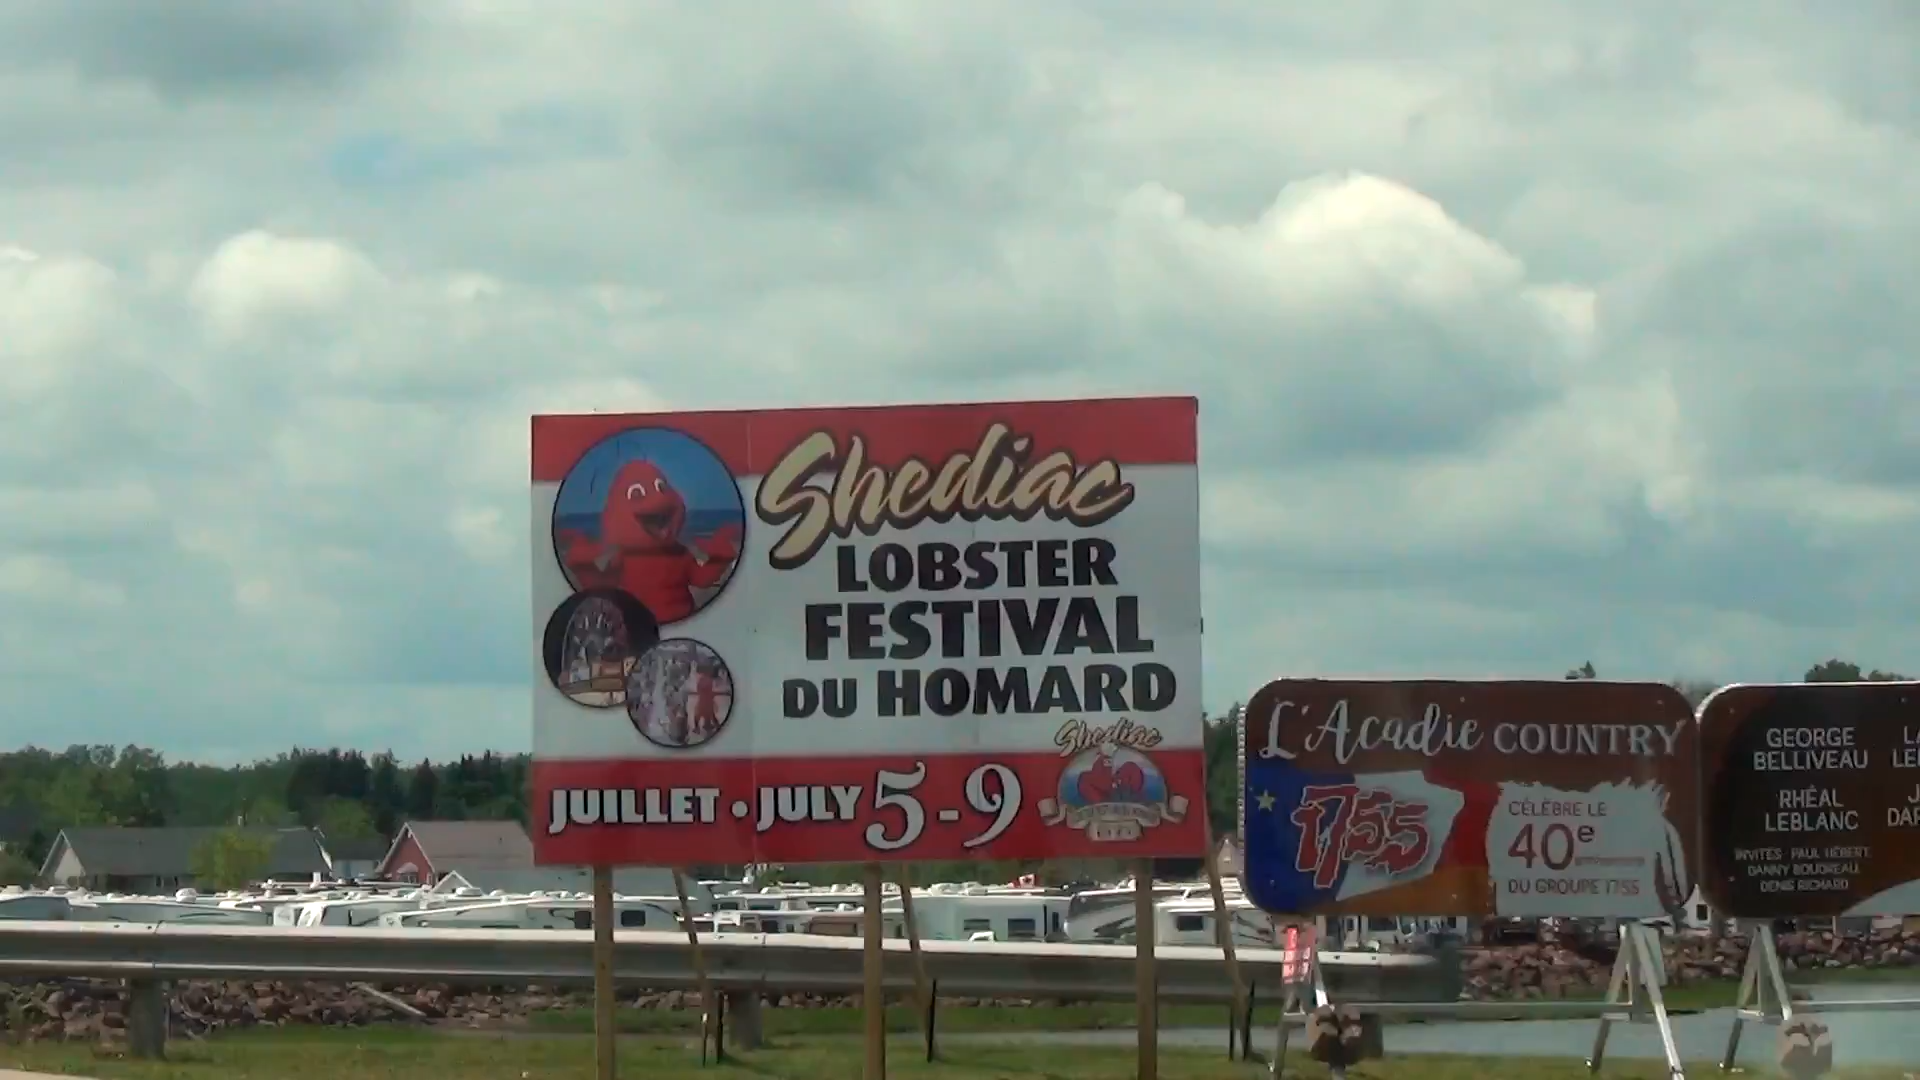 Shediac
LOBSTER
FESTIVAL
DU HOMARD
JUILLET • JULY 5-9
Shediac
L'Acadie COUNTRY
1755
CÉLÈBRE LE
40e
DU GROUPE 1755
GEORGE
BELLIVEAU
RHÉAL
LEBLANC
INVITÉS: PAUL HÉBERT
DANNY BOUDREAU
DENIS RICHARD